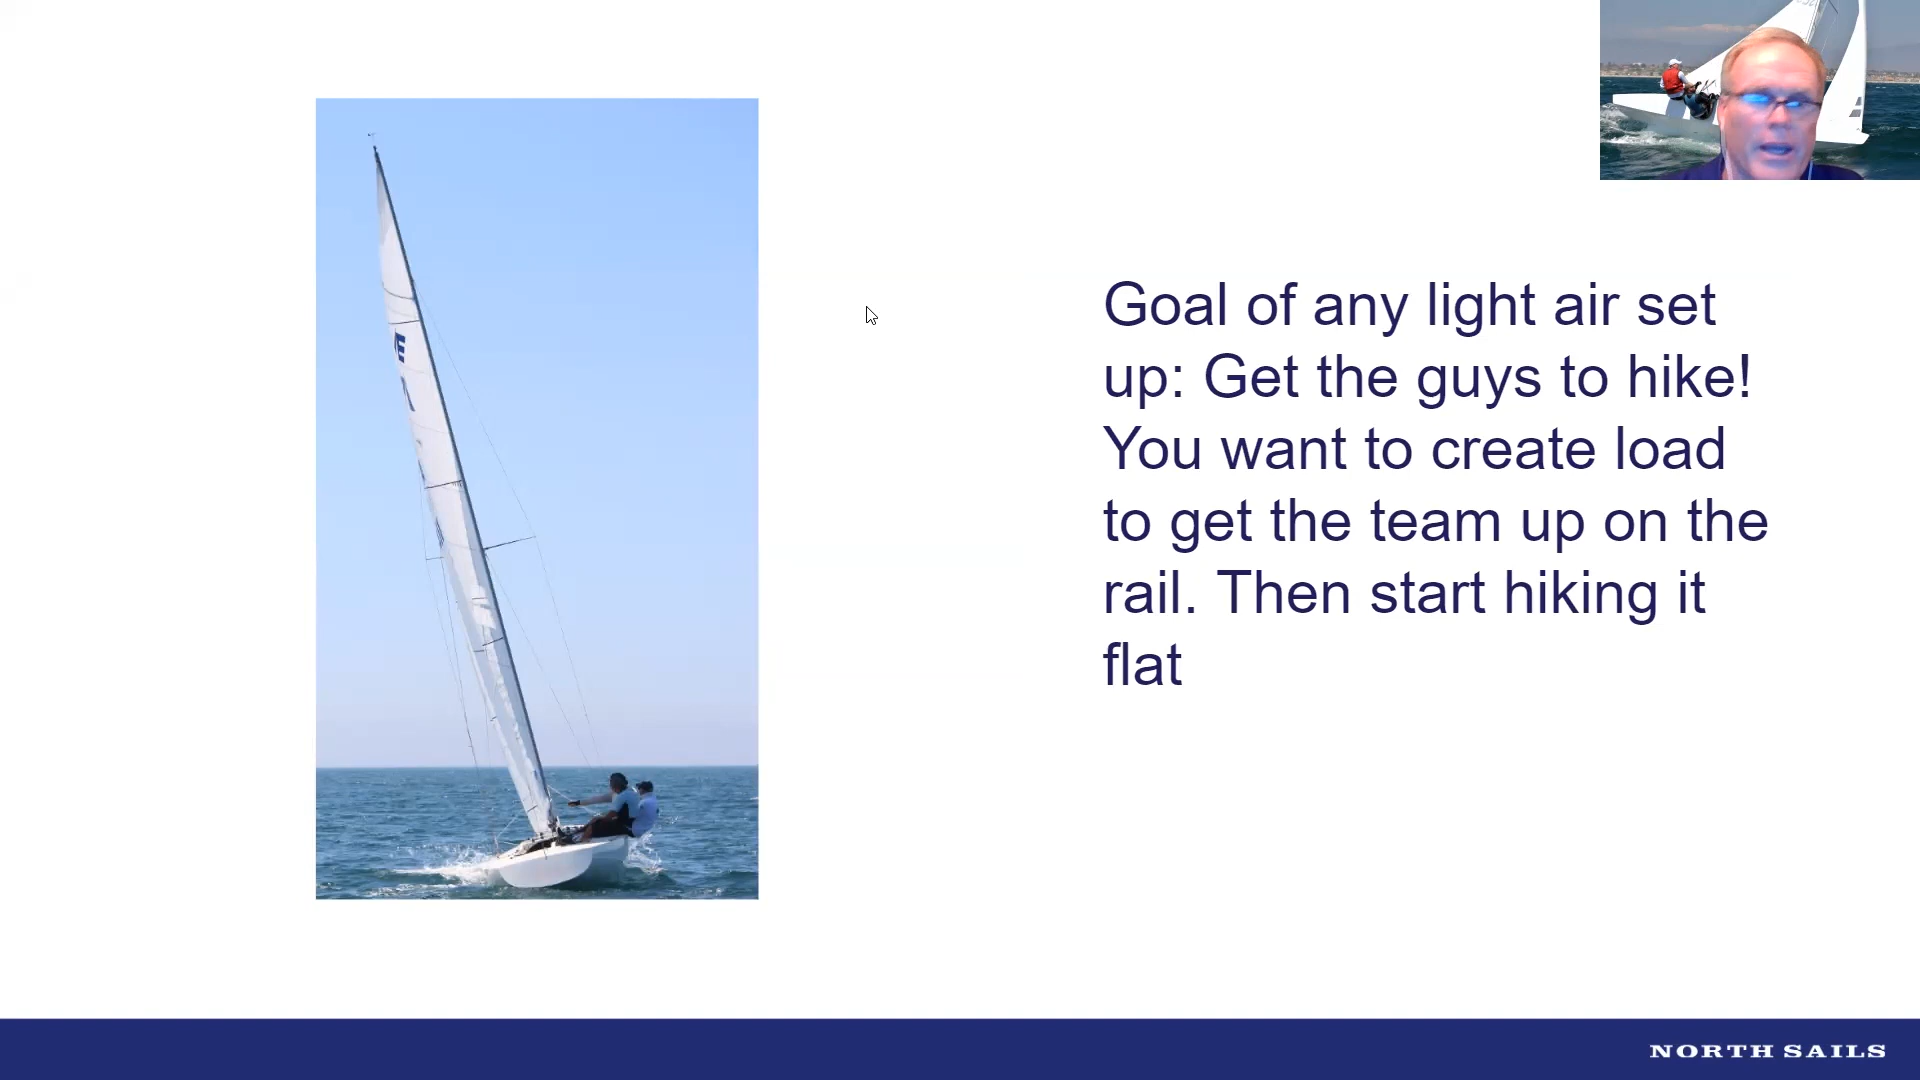 Goal of any light air set
up: Get the guys to hike!
You want to create load
to get the team up on the
rail. Then start hiking it
flat
NORTH SAILS